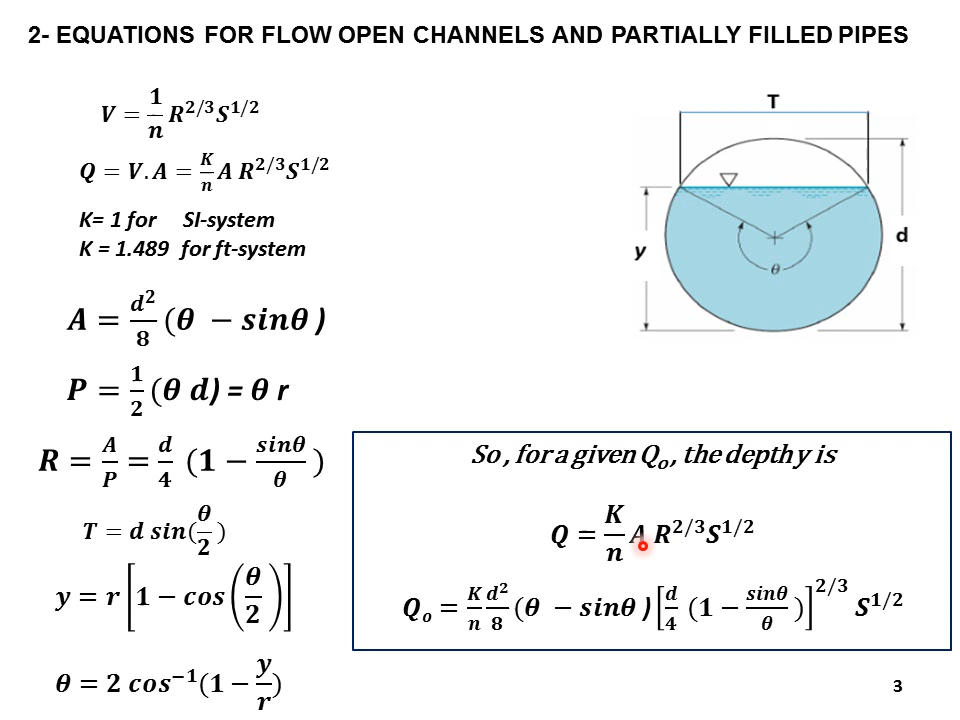 2- EQUATIONS FOR FLOW OPEN CHANNELS AND PARTIALLY FILLED PIPES
V = 1/n R^2/3 S^1/2
Q = V.A = K/n A R^2/3 S^1/2
K= 1 for SI-system
K = 1.489 for ft-system
A = d^2/8 (θ − sinθ )
P = 1/2 (θ d) = θ r
R = A/P = d/4 (1 − sinθ/θ )
T = d sin(θ/2 )
y = r [1 − cos (θ/2 )]
θ = 2 cos^−1(1 − y/r)
T
y
d
θ
So , for a given Qₒ, the depth y is
Q = K/n A R^2/3 S^1/2
Qₒ = K/n d^2/8 (θ − sinθ ) [d/4 (1 − sinθ/θ )]^2/3 S^1/2
3